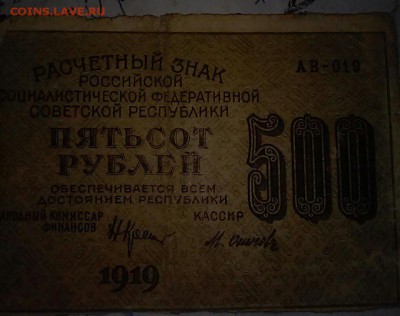 COINS.LAVE.RU
РАСЧЕТНЫЙ ЗНАК
АВ-019
РОССИЙСКОЙ
СОЦИАЛИСТИЧЕСКОЙ ФЕДЕРАТИВНОЙ
СОВЕТСКОЙ РЕСПУБЛИКИ
ПЯТЬСОТ
РУБЛЕЙ
500
ОБЕСПЕЧИВАЕТСЯ ВСЕМ
ДОСТОЯНИЕМ РЕСПУБЛИКИ
НАРОДНЫЙ КОМИССАР
ФИНАНСОВ
КАССИР
1919